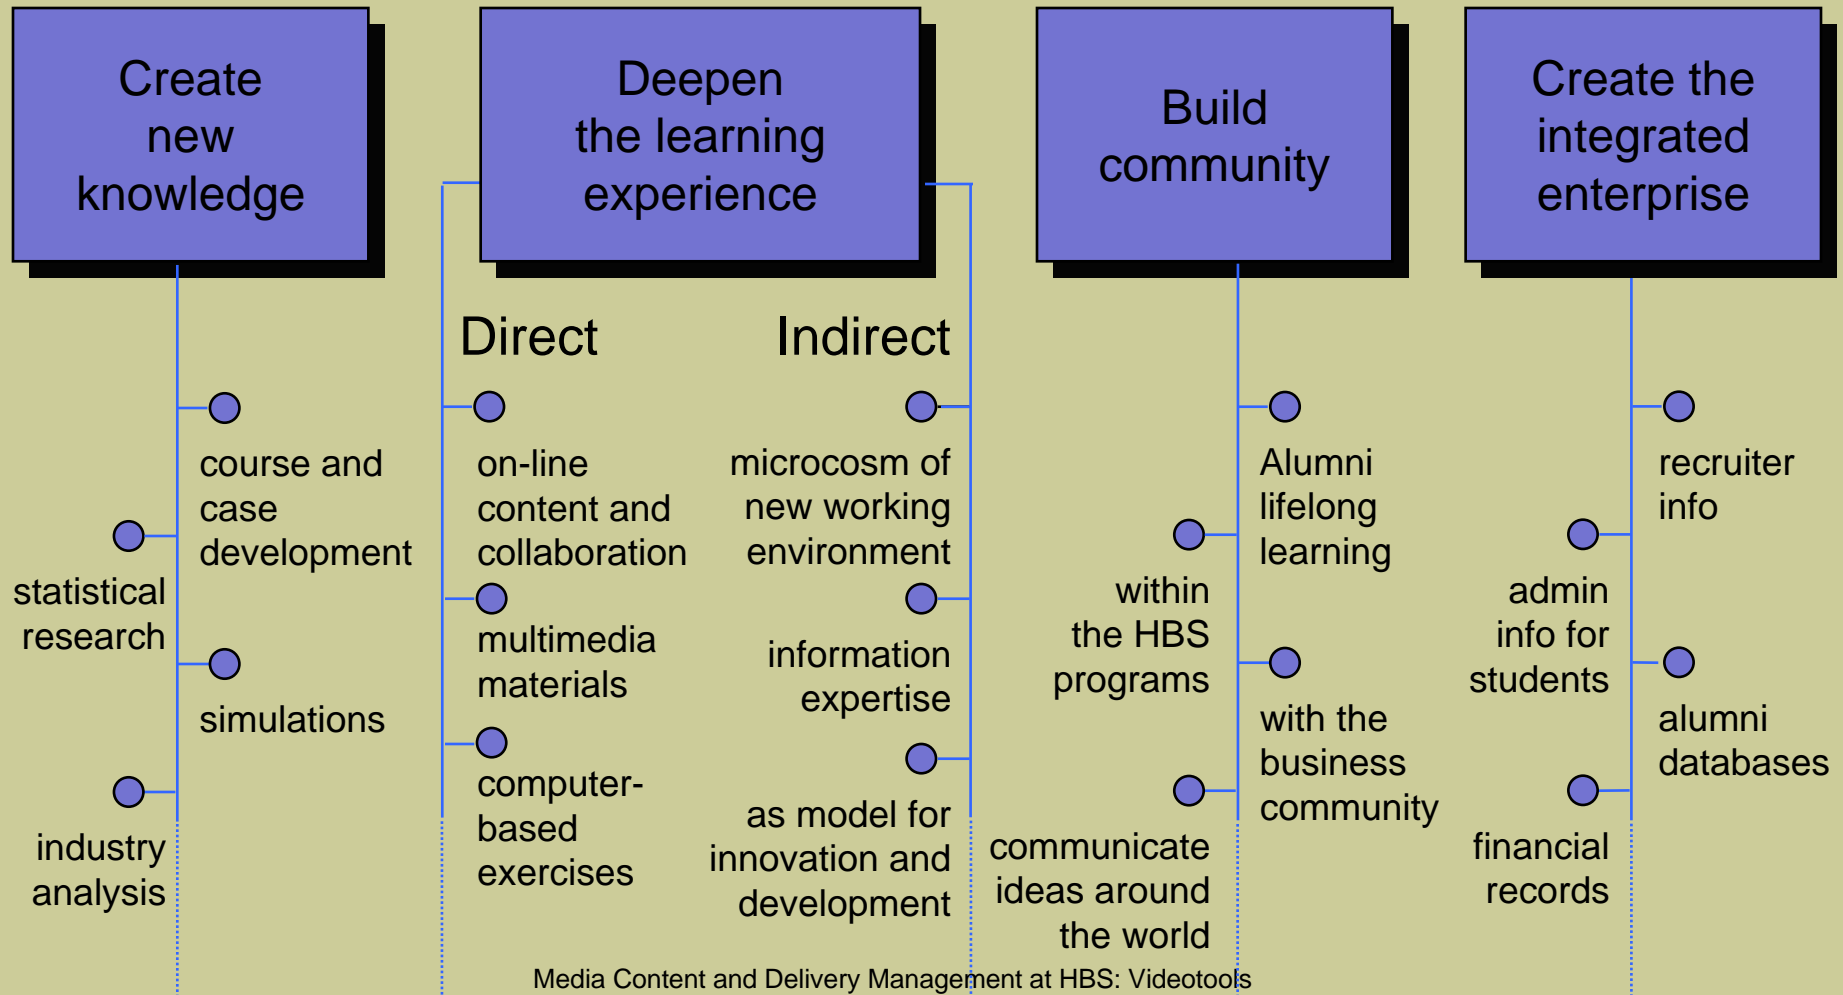 Create
new
knowledge
course and
case
development
statistical
research
simulations
industry
analysis
Deepen
the learning
experience
Direct
on-line
content and
collaboration
multimedia
materials
computer-
based
exercises
Indirect
microcosm of
new working
environment
information
expertise
as model for
innovation and
development
Build
community
Alumni
lifelong
learning
within
the HBS
programs
with the
business
community
communicate
ideas around
the world
Create the
integrated
enterprise
recruiter
info
admin
info for
students
alumni
databases
financial
records
Media Content and Delivery Management at HBS: Videotools